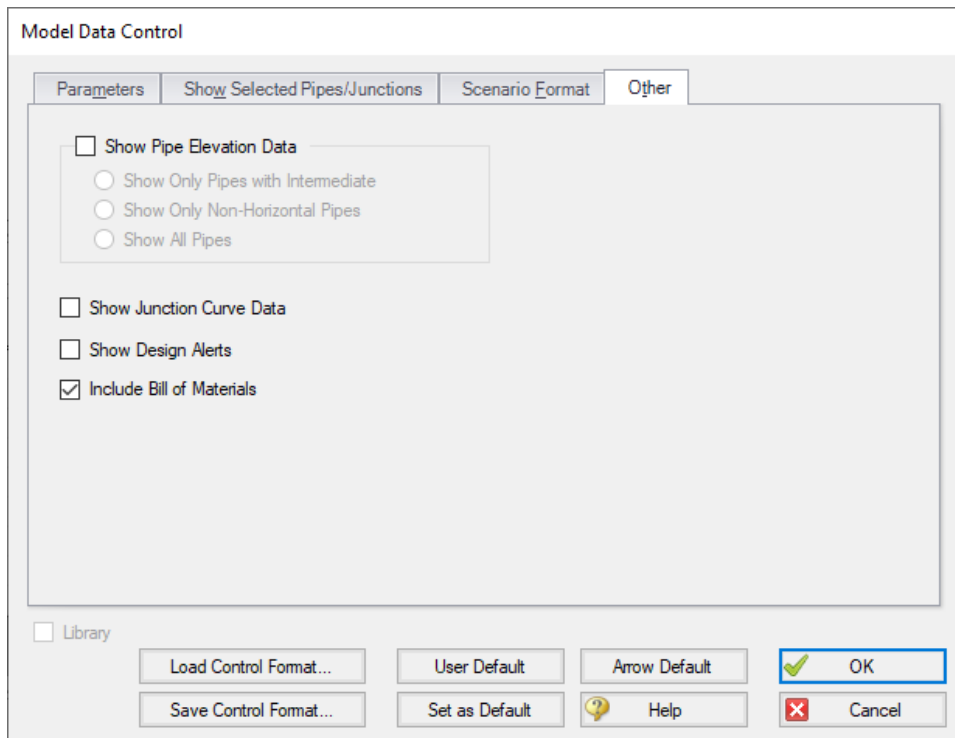 Model Data Control
Parameters Show Selected Pipes/Junctions Scenario Format Other
Show Pipe Elevation Data
Show Only Pipes with Intermediate
Show Only Non-Horizontal Pipes
Show All Pipes
Show Junction Curve Data
Show Design Alerts
Include Bill of Materials
Library
Load Control Format... User Default Arrow Default OK
Save Control Format... Set as Default Help Cancel